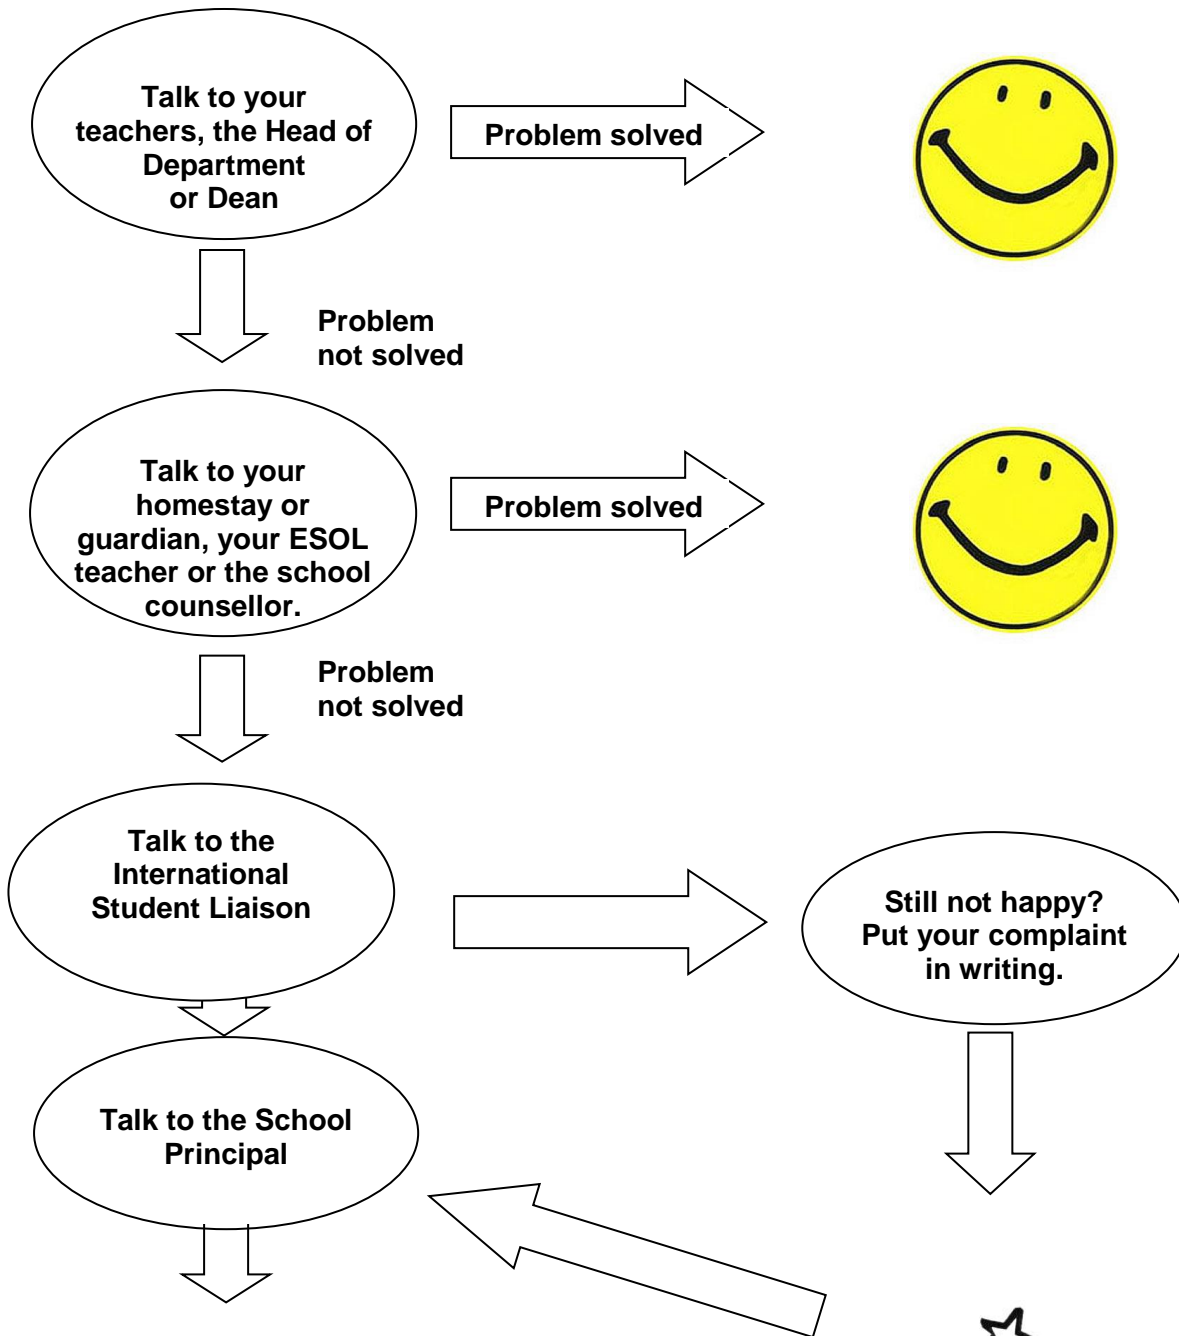 Talk to your
teachers, the Head of
Department
or Dean
Problem solved
Problem
not solved
Talk to your
homestay or
guardian, your ESOL
teacher or the school
counsellor.
Problem solved
Problem
not solved
Talk to the
International
Student Liaison
Still not happy?
Put your complaint
in writing.
Talk to the School
Principal